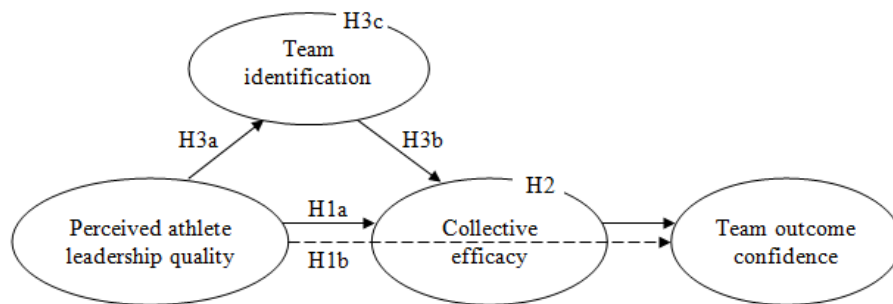 H3c
Team
identification
H3a
H3b
H2
Perceived athlete
leadership quality
H1a
H1b
Collective
efficacy
Team outcome
confidence